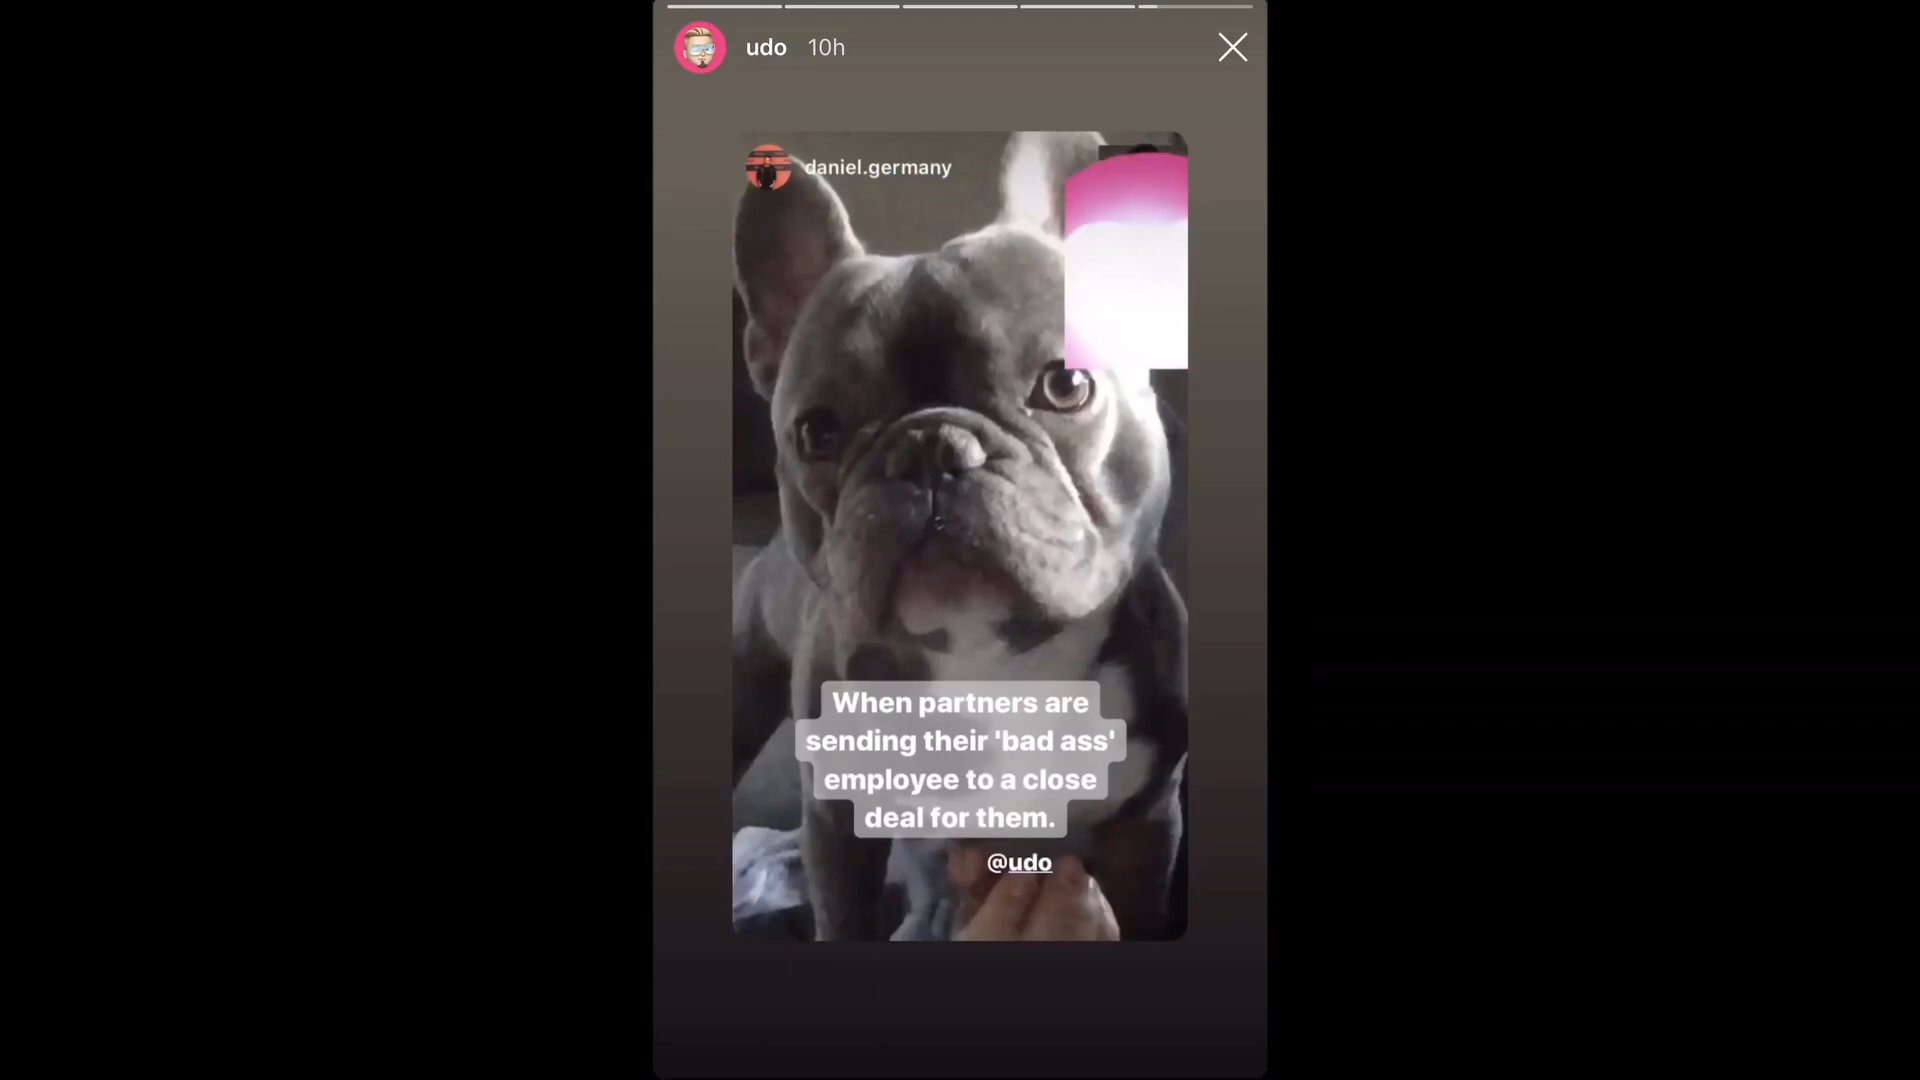 udo 10h
daniel.germany
When partners are
sending their 'bad ass'
employee to a close
deal for them.
@udo